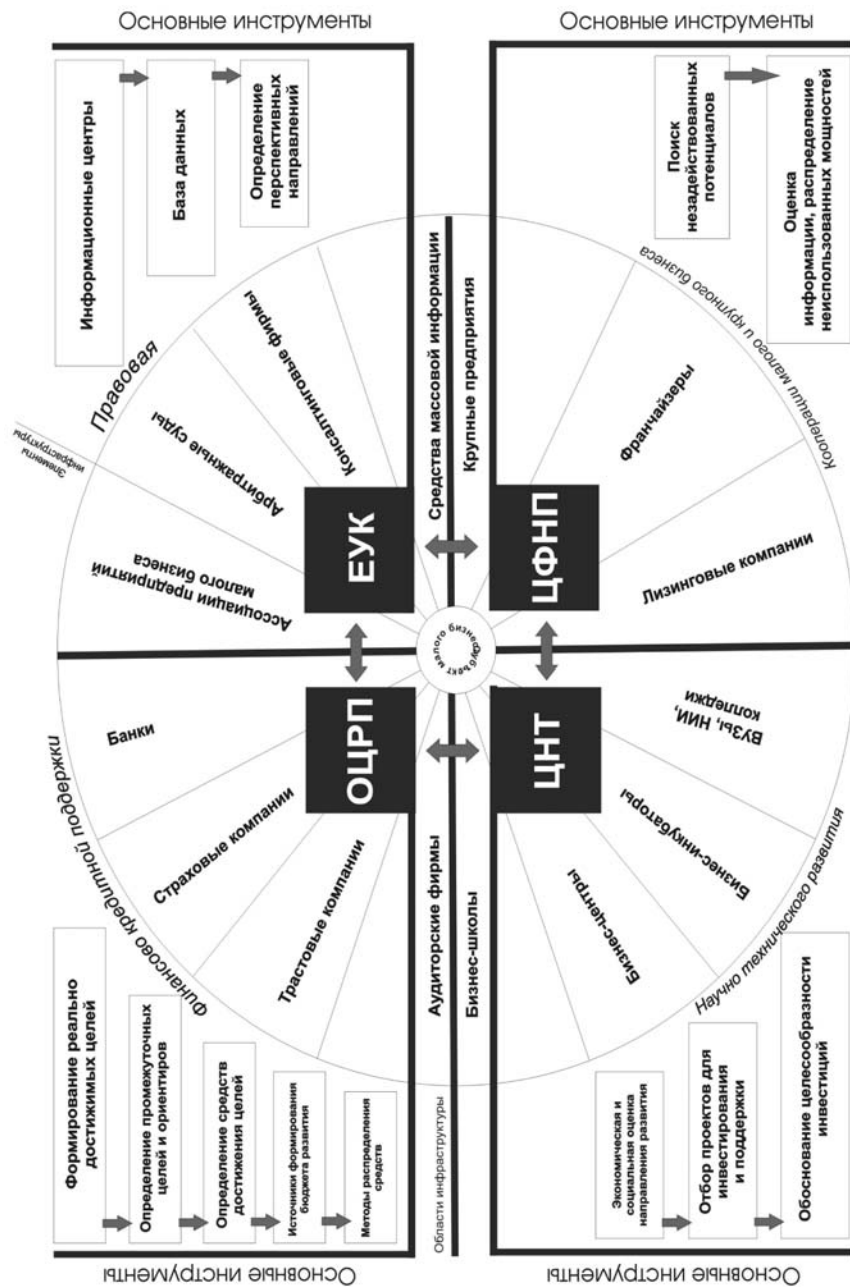 Основные инструменты
Формирование реально
достижимых целей
Определение промежуточных
целей и ориентиров
Определение средств
достижения целей
Источники формирования
бюджета развития
Методы распределения
средств
Финансово кредитной поддержки
Банки
Страховые компании
Трастовые компании
Аудиторские фирмы
ОЦРП
Элементы
инфраструктуры
Правовая
Ассоциации предприятий
малого бизнеса
Арбитражные суды
Консалтинговые фирмы
Средства массовой информации
ЕУК
Основные инструменты
Информационные центры
База данных
Определение
перспективных
направлений
Области инфраструктуры
Субъект малого бизнеса
Основные инструменты
Экономическая и
социальная оценка
направления развития
Отбор проектов для
инвестирования
и поддержки
Обоснование целесообразности
инвестиций
Научно технического развития
Бизнес-школы
Бизнес-центры
Бизнес-инкубаторы
ВУЗы, НИИ,
колледжи
ЦНТ
Крупные предприятия
Франчайзеры
Лизинговые компании
ЦФНП
Кооперации малого и крупного бизнеса
Основные инструменты
Поиск
незадействованных
потенциалов
Оценка
информации, распределение
неиспользованных мощностей